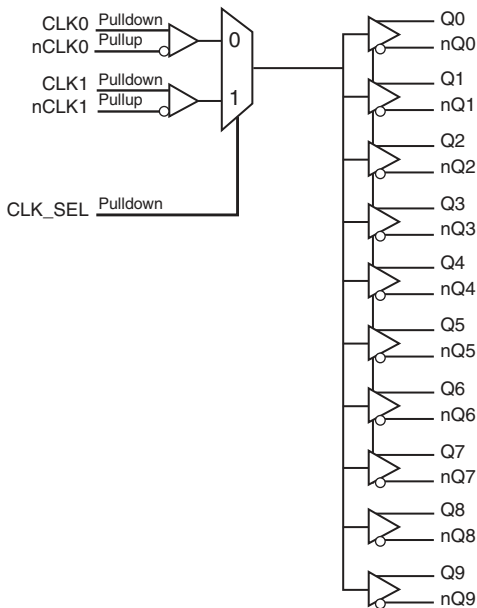 CLK0 Pulldown
nCLK0 Pullup
CLK1 Pulldown
nCLK1 Pullup
0
1
CLK_SEL Pulldown
Q0
nQ0
Q1
nQ1
Q2
nQ2
Q3
nQ3
Q4
nQ4
Q5
nQ5
Q6
nQ6
Q7
nQ7
Q8
nQ8
Q9
nQ9